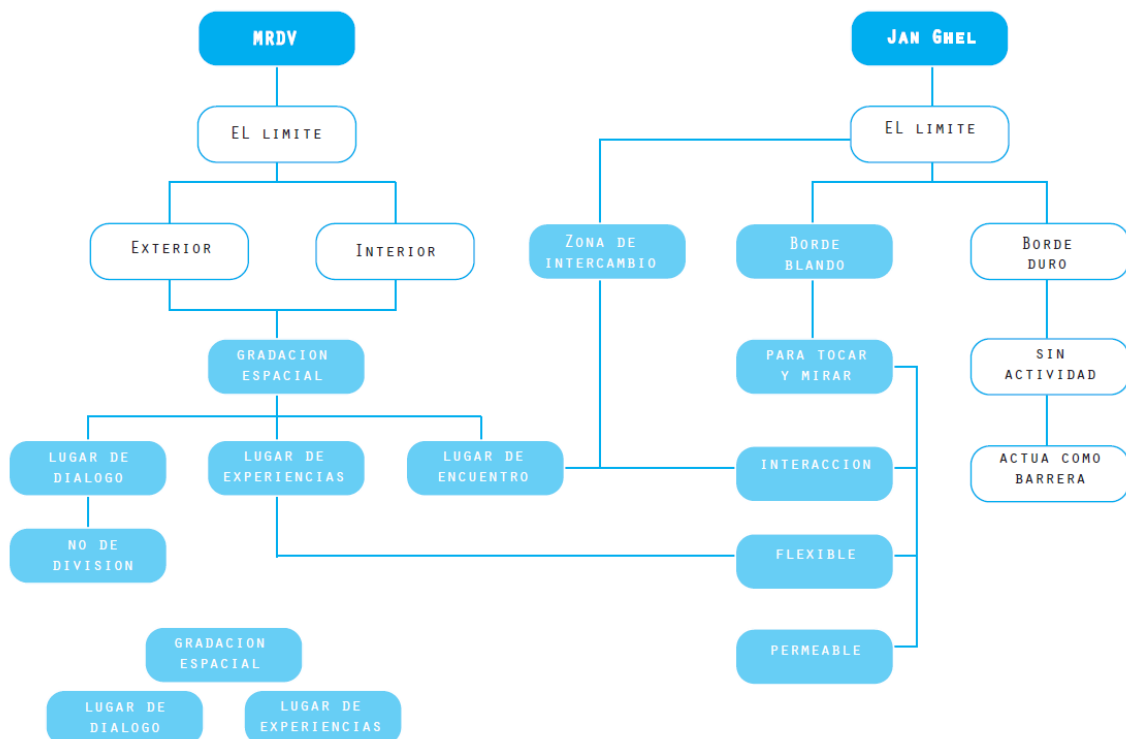 MRDV
Jan Ghel
EL limite
EL limite
Exterior
Interior
Zona de
intercambio
Borde
blando
Borde
duro
gradacion
espacial
para tocar
y mirar
sin
actividad
lugar de
dialogo
lugar de
experiencias
lugar de
encuentro
interaccion
actua como
barrera
no de
division
flexible
gradacion
espacial
permeable
lugar de
dialogo
lugar de
experiencias